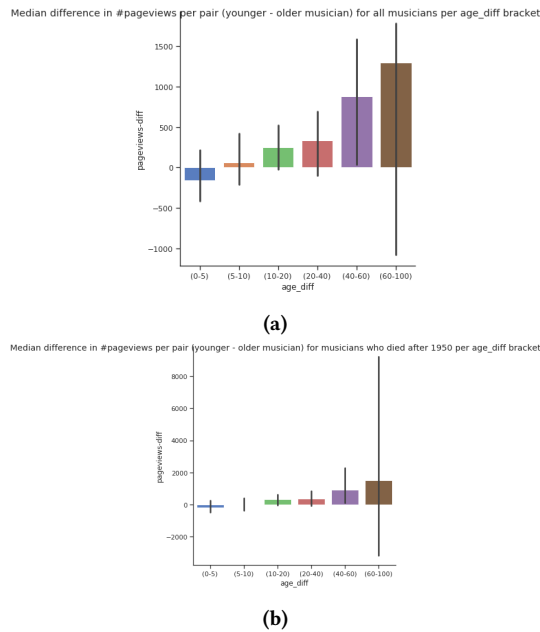 Median difference in #pageviews per pair (younger - older musician) for all musicians per age_diff bracket
1500
1000
500
0
−500
−1000
pageviews-diff
(0-5) (5-10) (10-20) (20-40) (40-60) (60-100)
age_diff
(a)
Median difference in #pageviews per pair (younger - older musician) for musicians who died after 1950 per age_diff bracket
8000
6000
4000
2000
0
−2000
pageviews-diff
(0-5) (5-10) (10-20) (20-40) (40-60) (60-100)
age_diff
(b)